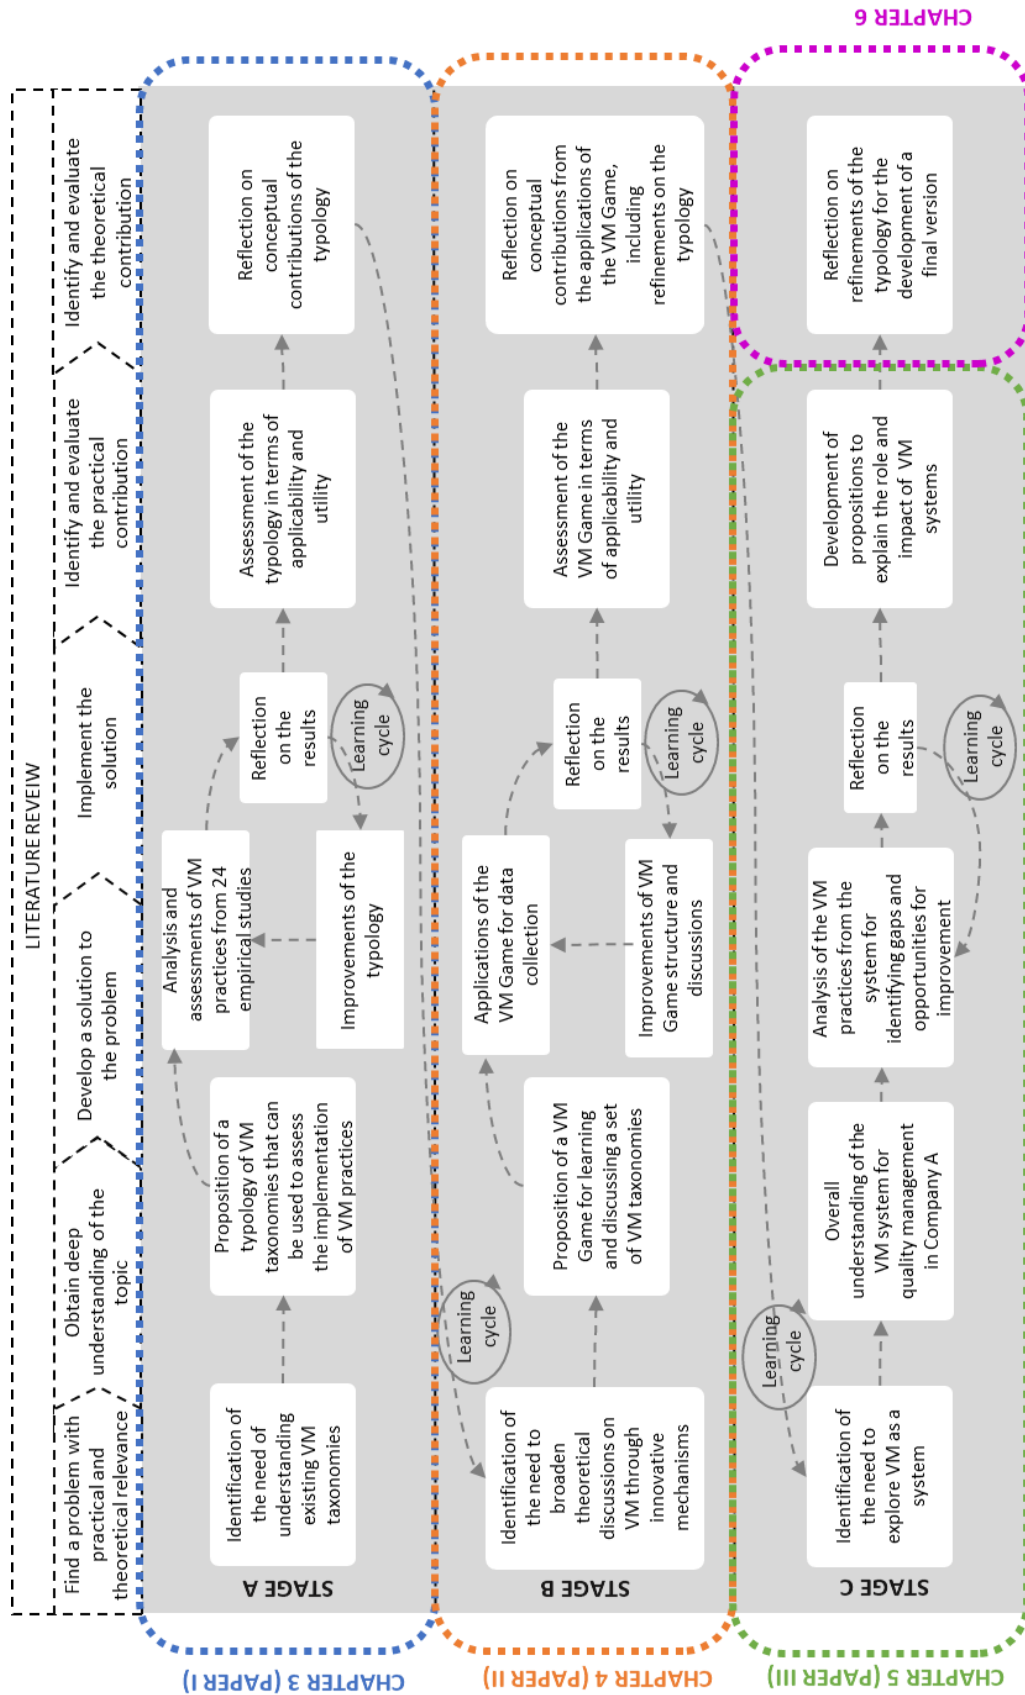 LITERATURE REVIEW
Find a problem with
practical and
theoretical relevance
Obtain deep
understanding of the
topic
Develop a solution to
the problem
Implement the
solution
Identify and evaluate
the practical
contribution
Identify and evaluate
the theoretical
contribution
CHAPTER 3 (PAPER I)
STAGE A
Identification of
the need of
understanding
existing VM
taxonomies
Proposition of a
typology of VM
taxonomies that can
be used to assess
the implementation
of VM practices
Analysis and
assessments of VM
practices from 24
empirical studies
Improvements of the
typology
Reflection
on the
results
Learning
cycle
Assessment of the
typology in terms of
applicability and
utility
Reflection on
conceptual
contributions of the
typology
CHAPTER 4 (PAPER II)
STAGE B
Identification of
the need to
broaden
theoretical
discussions on
VM through
innovative
mechanisms
Learning
cycle
Proposition of a VM
Game for learning
and discussing a set
of VM taxonomies
Applications of the
VM Game for data
collection
Improvements of VM
Game structure and
discussions
Reflection
on the
results
Learning
cycle
Assessment of the
VM Game in terms
of applicability and
utility
Reflection on
conceptual
contributions from
the applications of
the VM Game,
including
refinements on the
typology
CHAPTER 5 (PAPER III)
STAGE C
Identification of
the need to
explore VM as a
system
Learning
cycle
Overall
understanding of the
VM system for
quality management
in Company A
Analysis of the VM
practices from the
system for
identifying gaps and
opportunities for
improvement
Reflection
on the
results
Learning
cycle
Development of
propositions to
explain the role and
impact of VM
systems
Reflection on
refinements of the
typology for the
development of a
final version
CHAPTER 6